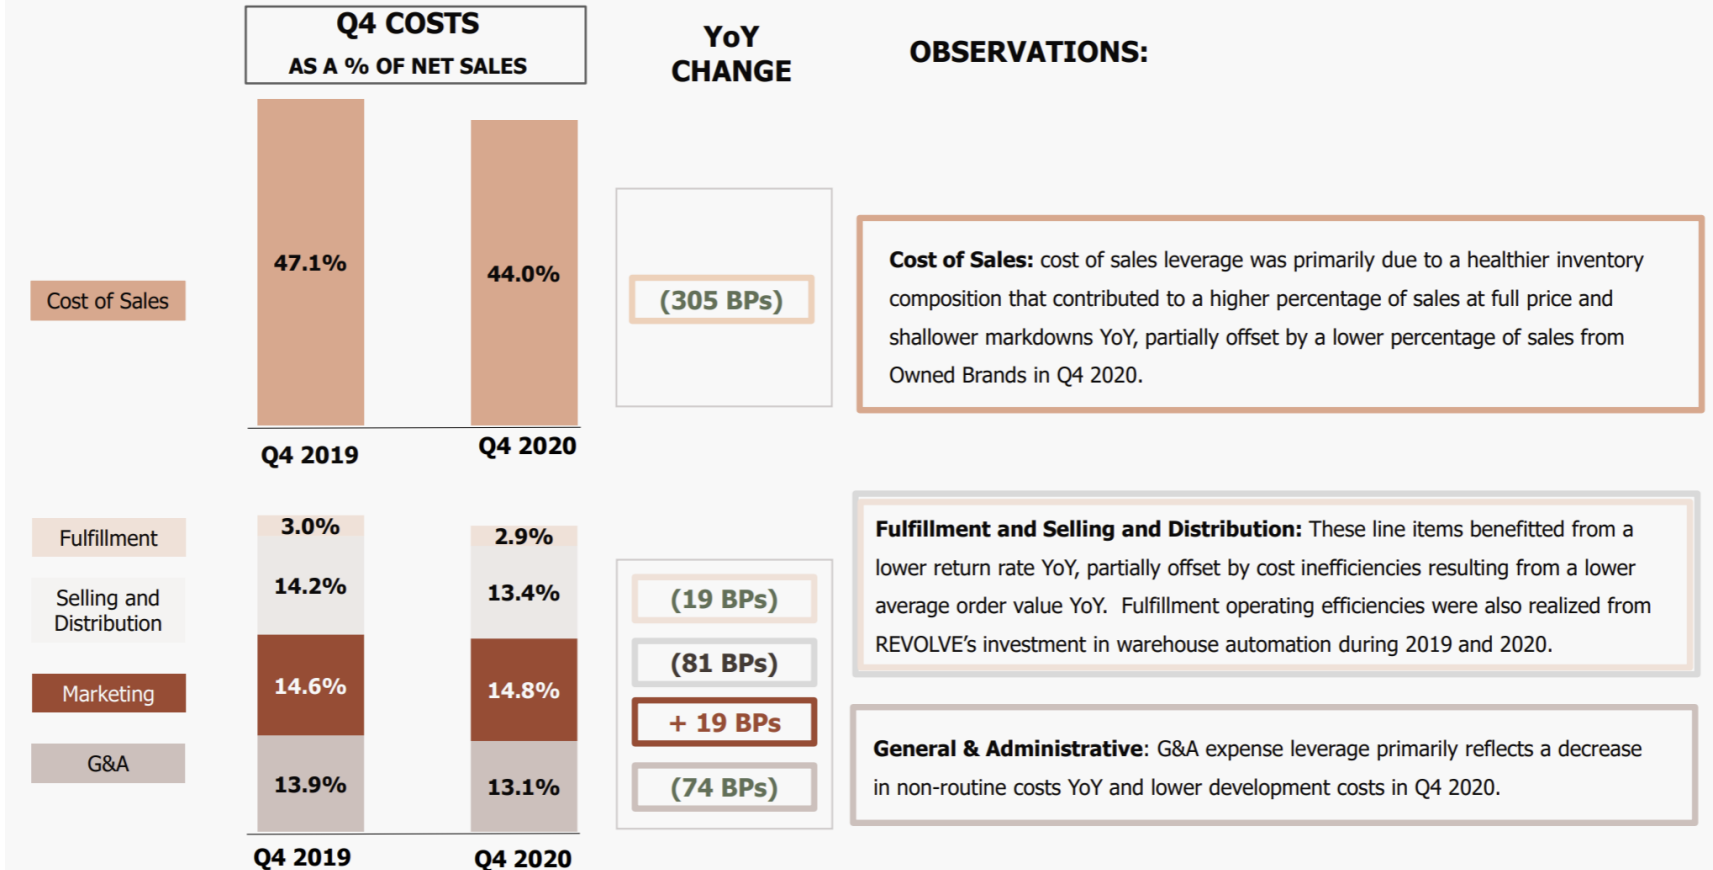 Q4 COSTS
AS A % OF NET SALES
YoY
CHANGE
OBSERVATIONS:
Cost of Sales
47.1%
44.0%
(305 BPs)
Cost of Sales: cost of sales leverage was primarily due to a healthier inventory
composition that contributed to a higher percentage of sales at full price and
shallower markdowns YoY, partially offset by a lower percentage of sales from
Owned Brands in Q4 2020.
Q4 2019
Q4 2020
Fulfillment
3.0%
2.9%
(19 BPs)
Selling and
Distribution
14.2%
13.4%
(81 BPs)
Fulfillment and Selling and Distribution: These line items benefitted from a
lower return rate YoY, partially offset by cost inefficiencies resulting from a lower
average order value YoY. Fulfillment operating efficiencies were also realized from
REVOLVE's investment in warehouse automation during 2019 and 2020.
Marketing
14.6%
14.8%
+ 19 BPs
G&A
13.9%
13.1%
(74 BPs)
General & Administrative: G&A expense leverage primarily reflects a decrease
in non-routine costs YoY and lower development costs in Q4 2020.
Q4 2019
Q4 2020